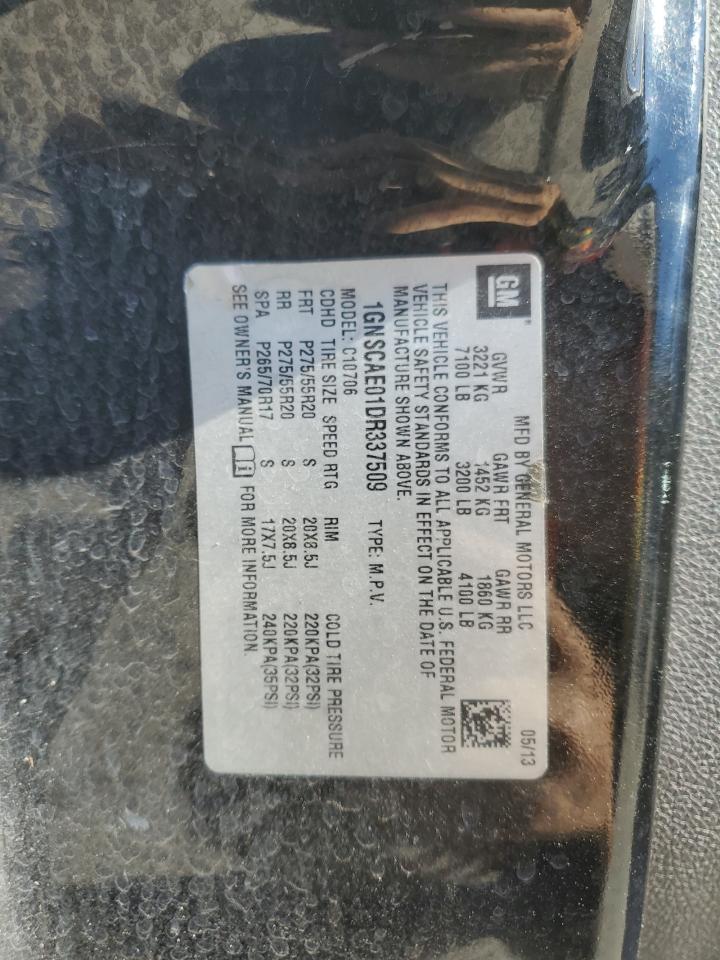 GM
MFD BY GENERAL MOTORS LLC 05/13
GVWR GAWR FRT GAWR RR
3221 KG 1452 KG 1860 KG
7100 LB 3200 LB 4100 LB
THIS VEHICLE CONFORMS TO ALL APPLICABLE U.S. FEDERAL MOTOR
VEHICLE SAFETY STANDARDS IN EFFECT ON THE DATE OF
MANUFACTURE SHOWN ABOVE.
1GNSCAE01DR337509 TYPE: M.P.V.
MODEL: C10706
CDHD TIRE SIZE SPEED RTG RIM COLD TIRE PRESSURE
FRT P275/55R20 S 20X8.5J 220KPA(32PSI)
RR P275/55R20 S 20X8.5J 220KPA(32PSI)
SPA P265/70R17 S 17X7.5J 240KPA(35PSI)
SEE OWNER'S MANUAL FOR MORE INFORMATION.